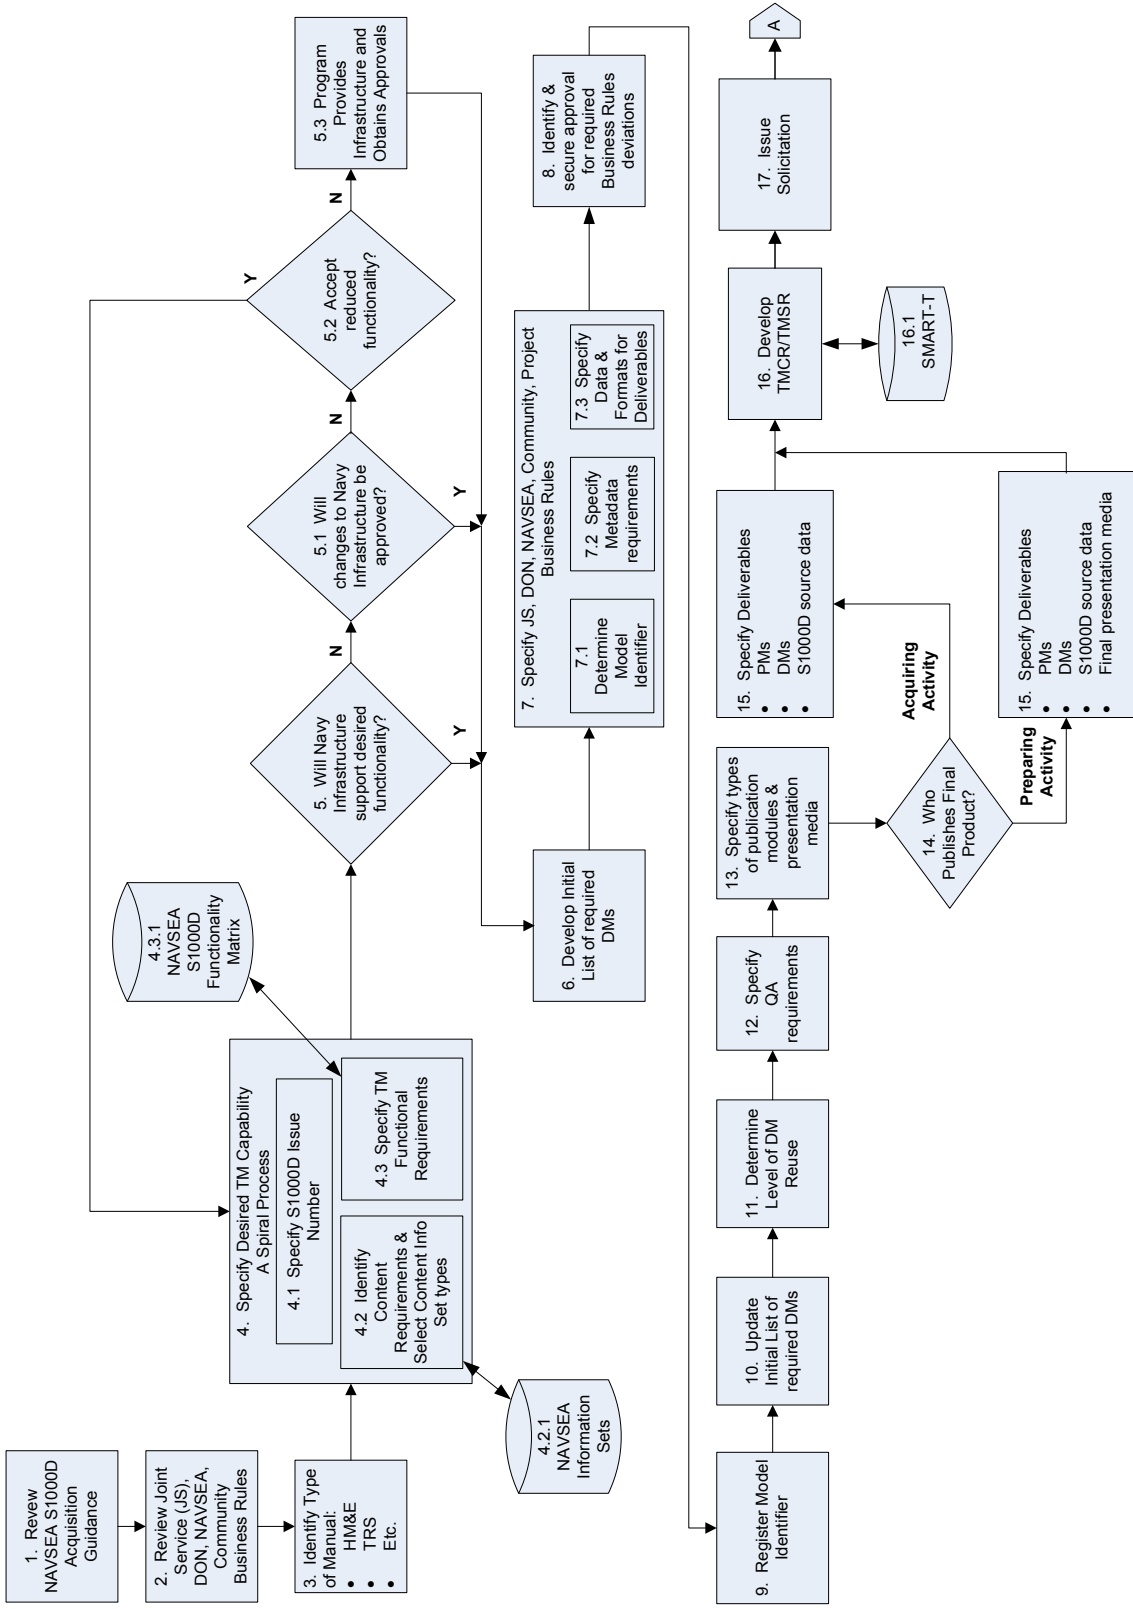 1. Revew
NAVSEA S1000D
Acquisition
Guidance
2. Review Joint
Service (JS),
DON, NAVSEA,
Community
Business Rules
3. Identify Type
of Manual:
• HM&E
• TRS
• Etc.
4. Specify Desired TM Capability
A Spiral Process
4.1 Specify S1000D Issue
Number
4.2 Identify
Content
Requirements &
Select Content Info
Set types
4.3 Specify TM
Functional
Requirements
4.2.1
NAVSEA
Information
Sets
4.3.1
NAVSEA
S1000D
Functionality
Matrix
5. Will Navy
Infrastructure
support desired
functionality?
N
Y
5.1 Will
changes to Navy
Infrastructure be
approved?
N
Y
5.2 Accept
reduced
functionality?
Y
N
5.3 Program
Provides
Infrastructure and
Obtains Approvals
6. Develop Initial
List of required
DMs
7. Specify JS, DON, NAVSEA, Community, Project
Business Rules
7.1
Determine
Model
Identifier
7.2 Specify
Metadata
requirements
7.3 Specify
Data &
Formats for
Deliverables
8. Identify &
secure approval
for required
Business Rules
deviations
9. Register Model
Identifier
10. Update
Initial List of
required DMs
11. Determine
Level of DM
Reuse
12. Specify
QA
requirements
13. Specify types
of publication
modules &
presentation
media
14. Who
Publishes Final
Product?
Acquiring
Activity
Preparing
Activity
15. Specify Deliverables
• PMs
• DMs
• S1000D source data
15. Specify Deliverables
• PMs
• DMs
• S1000D source data
• Final presentation media
16. Develop
TMCR/TMSR
16.1
SMART-T
17. Issue
Solicitation
A